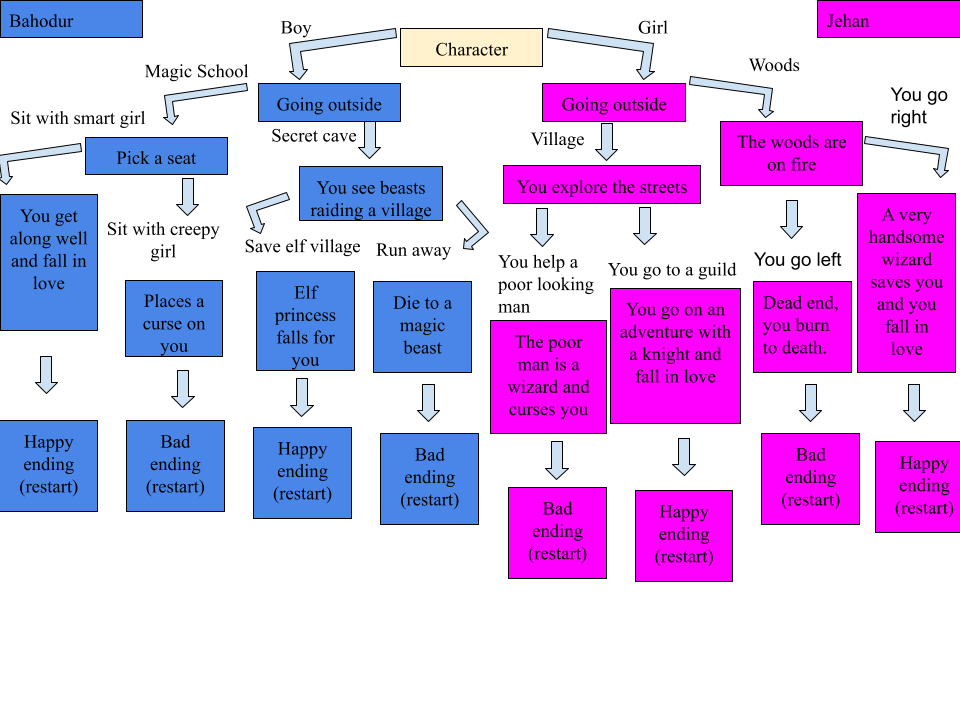 Bahodur
Jehan
Boy
Girl
Character
Magic School
Woods
Going outside
Going outside
You go
right
Sit with smart girl
Secret cave
Village
The woods are
on fire
Pick a seat
You see beasts
raiding a village
You explore the streets
You get
along well
and fall in
love
Sit with creepy
girl
Save elf village
Run away
You help a
poor looking
man
You go to a guild
You go left
A very
handsome
wizard
saves you
and you
fall in
love
Places a
curse on
you
Elf
princess
falls for
you
Die to a
magic
beast
The poor
man is a
wizard and
curses you
You go on an
adventure with
a knight and
fall in love
Dead end,
you burn
to death.
Happy
ending
(restart)
Bad
ending
(restart)
Happy
ending
(restart)
Bad
ending
(restart)
Bad
ending
(restart)
Happy
ending
(restart)
Bad
ending
(restart)
Happy
ending
(restart)